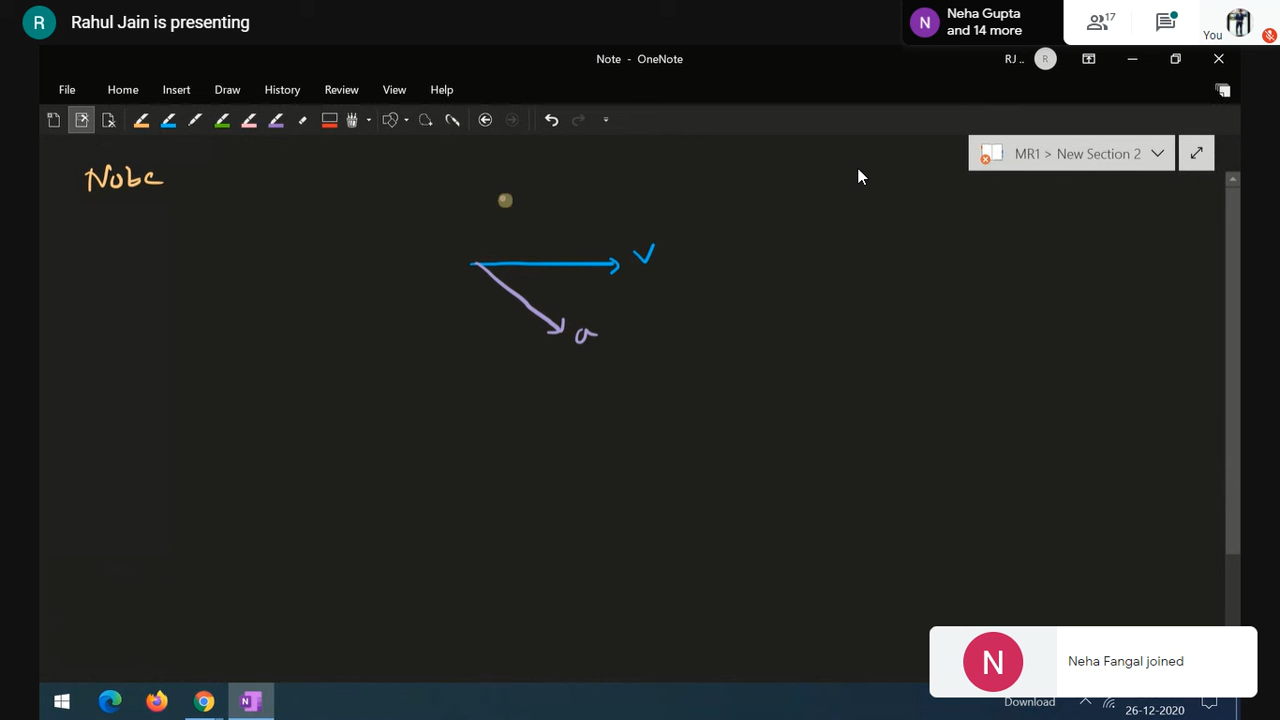 R Rahul Jain is presenting
N Neha Gupta and 14 more
17
You
Note - OneNote
RJ ..
R
File Home Insert Draw History Review View Help
MR1 > New Section 2
Nobc
V
a
N Neha Fangal joined
Download
26-12-2020